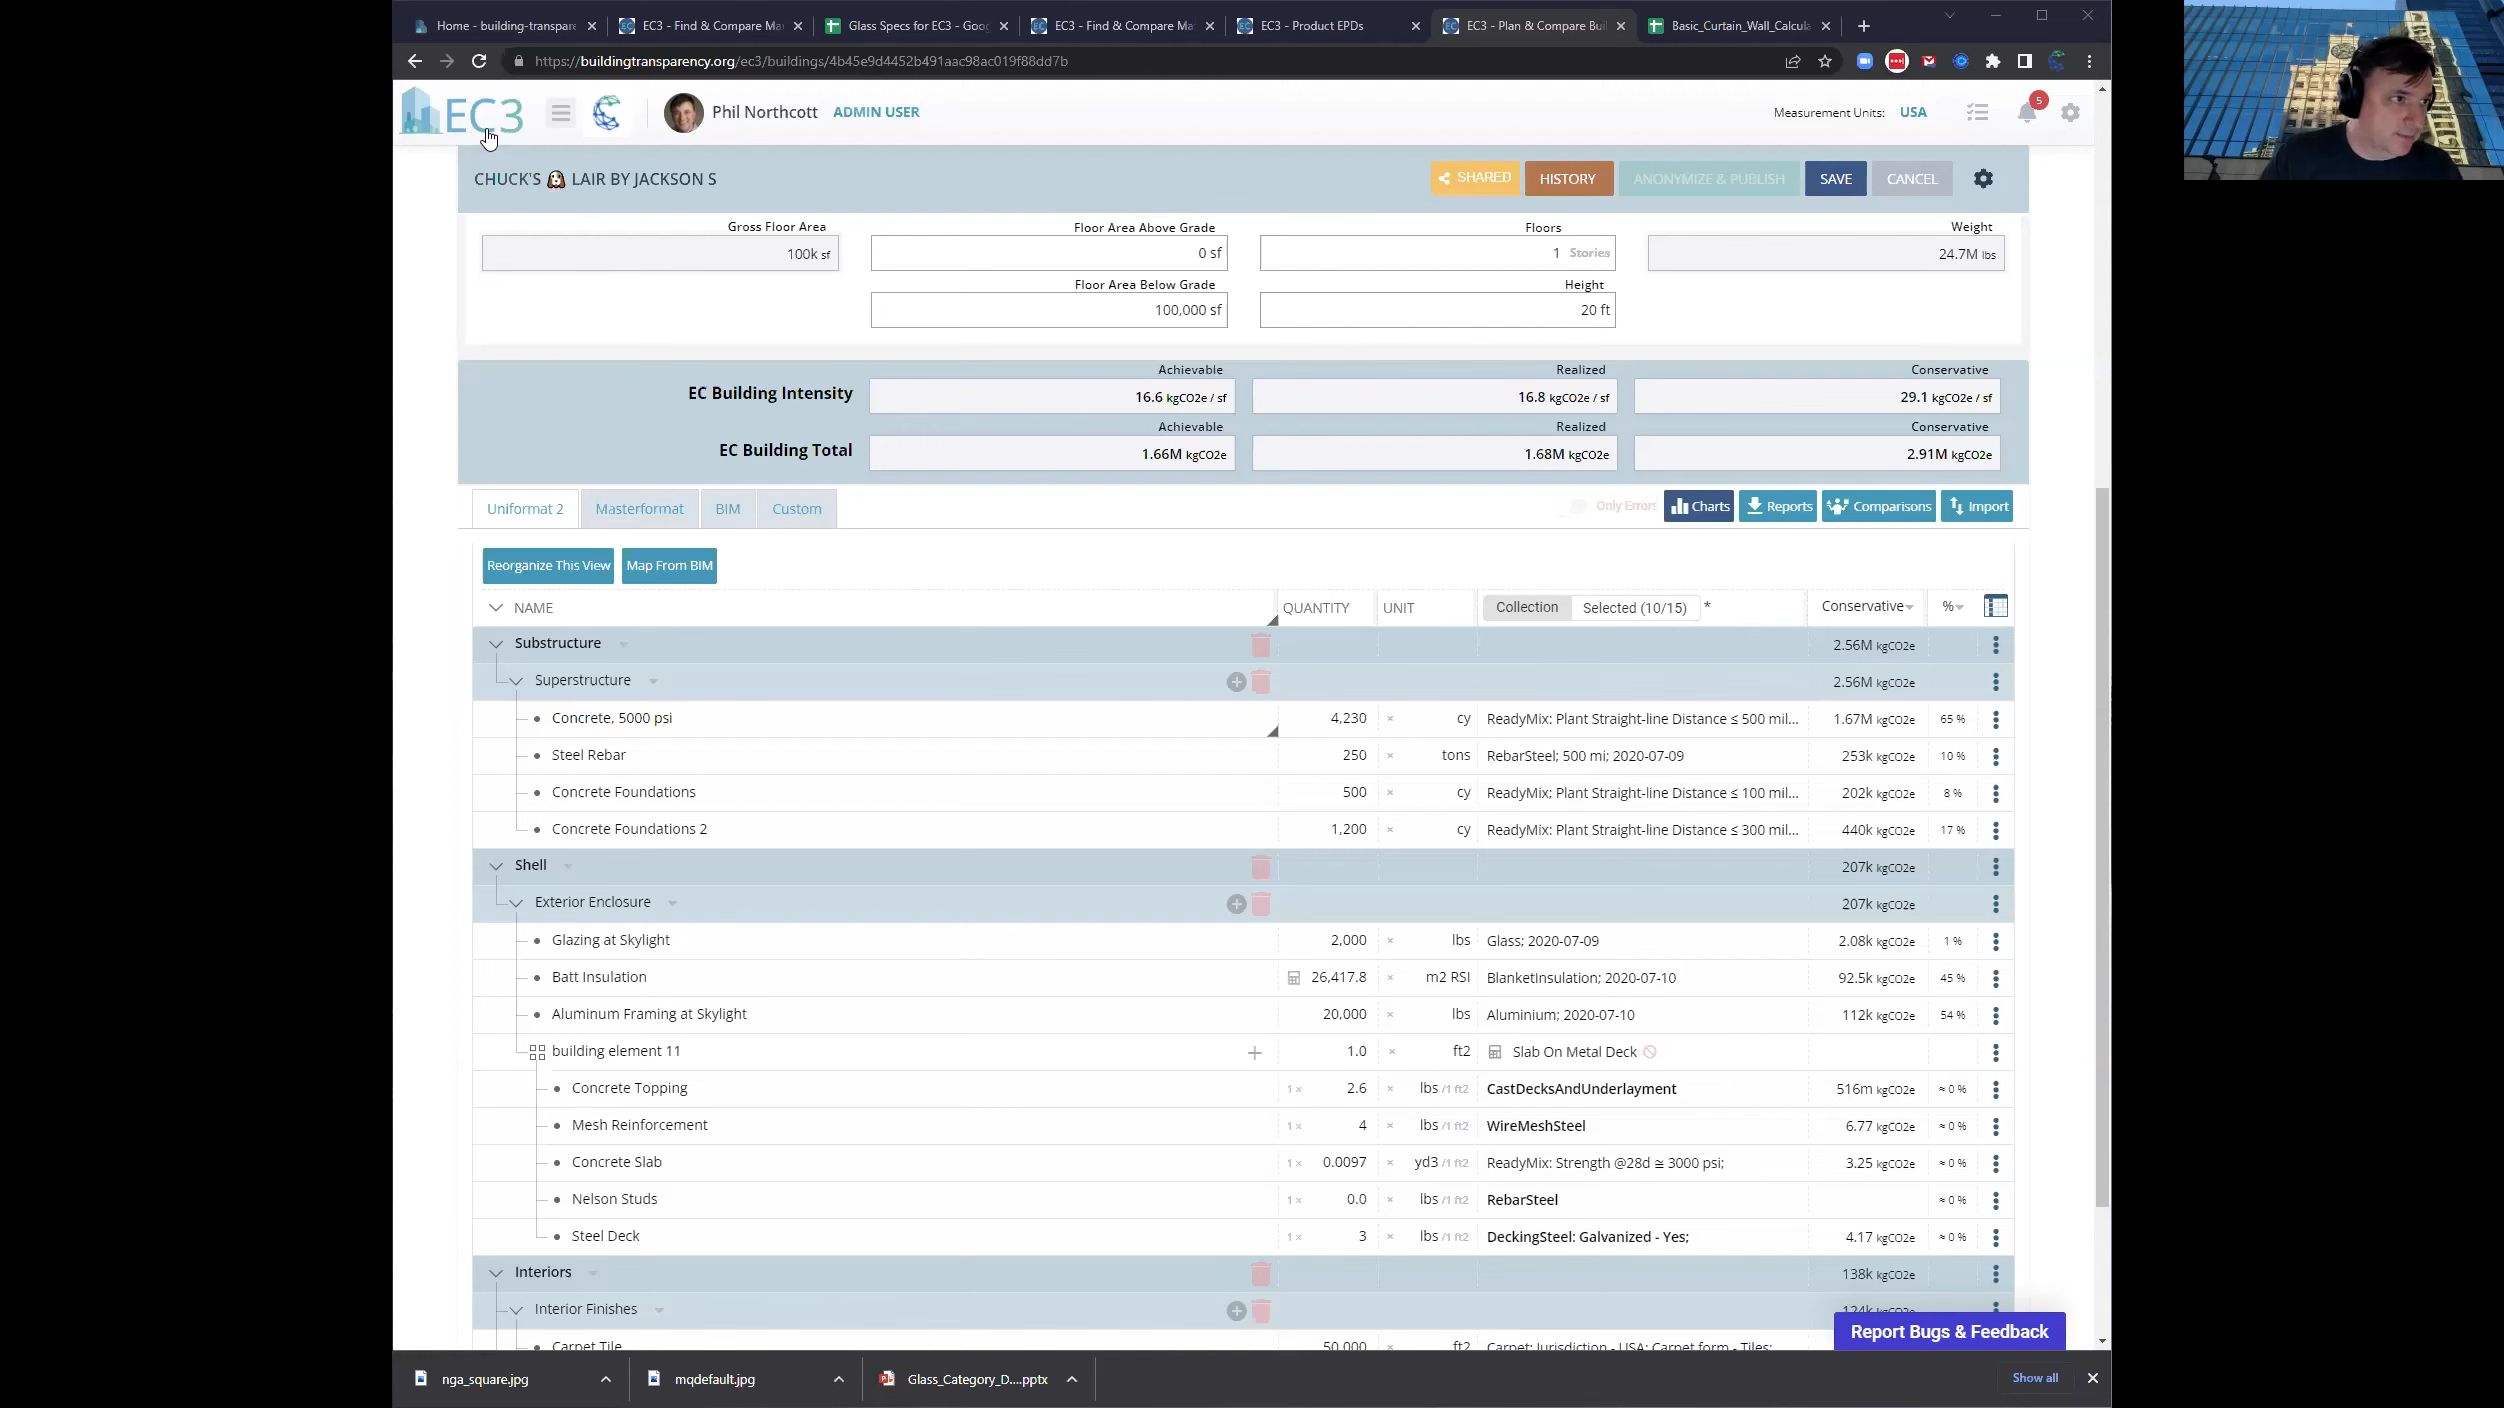 Home - building-transpare
EC3 - Find & Compare Ma
Glass Specs for EC3 - Goog
EC3 - Find & Compare Ma
EC3 - Product EPDs
EC3 - Plan & Compare Buil
Basic_Curtain_Wall_Calcula
https://buildingtransparency.org/ec3/buildings/4b45e9d4452b491aac98ac019f88dd7b
EC3
Phil Northcott ADMIN USER
Measurement Units: USA
5
CHUCK'S LAIR BY JACKSON S
SHARED
HISTORY
ANONYMIZE & PUBLISH
SAVE
CANCEL
Gross Floor Area
Floor Area Above Grade
Floors
Weight
100k sf
0 sf
1 Stories
24.7M lbs
Floor Area Below Grade
Height
100,000 sf
20 ft
Achievable
Realized
Conservative
EC Building Intensity
16.6 kgCO2e / sf
16.8 kgCO2e / sf
29.1 kgCO2e / sf
Achievable
Realized
Conservative
EC Building Total
1.66M kgCO2e
1.68M kgCO2e
2.91M kgCO2e
Uniformat 2
Masterformat
BIM
Custom
Only Errors
Charts
Reports
Comparisons
Import
Reorganize This View
Map From BIM
NAME QUANTITY UNIT Collection Selected (10/15) * Conservative %
Substructure 2.56M kgCO2e
Superstructure 2.56M kgCO2e
Concrete, 5000 psi 4,230 × cy ReadyMix: Plant Straight-line Distance ≤ 500 mil... 1.67M kgCO2e 65 %
Steel Rebar 250 × tons RebarSteel; 500 mi; 2020-07-09 253k kgCO2e 10 %
Concrete Foundations 500 × cy ReadyMix; Plant Straight-line Distance ≤ 100 mil... 202k kgCO2e 8 %
Concrete Foundations 2 1,200 × cy ReadyMix: Plant Straight-line Distance ≤ 300 mil... 440k kgCO2e 17 %
Shell 207k kgCO2e
Exterior Enclosure 207k kgCO2e
Glazing at Skylight 2,000 × lbs Glass; 2020-07-09 2.08k kgCO2e 1 %
Batt Insulation 26,417.8 × m2 RSI BlanketInsulation; 2020-07-10 92.5k kgCO2e 45 %
Aluminum Framing at Skylight 20,000 × lbs Aluminium; 2020-07-10 112k kgCO2e 54 %
building element 11 1.0 × ft2 Slab On Metal Deck
Concrete Topping 1 × 2.6 × lbs /1 ft2 CastDecksAndUnderlayment 516m kgCO2e ≈ 0 %
Mesh Reinforcement 1 × 4 × lbs /1 ft2 WireMeshSteel 6.77 kgCO2e ≈ 0 %
Concrete Slab 1 × 0.0097 × yd3 /1 ft2 ReadyMix: Strength @28d ≅ 3000 psi; 3.25 kgCO2e ≈ 0 %
Nelson Studs 1 × 0.0 × lbs /1 ft2 RebarSteel ≈ 0 %
Steel Deck 1 × 3 × lbs /1 ft2 DeckingSteel: Galvanized - Yes; 4.17 kgCO2e ≈ 0 %
Interiors 138k kgCO2e
Interior Finishes 124k kgCO2e
Carpet Tile 50,000 ft2 Carpet: Jurisdiction - USA; Carpet form - Tiles;
Report Bugs & Feedback
nga_square.jpg
mqdefault.jpg
Glass_Category_D....pptx
Show all